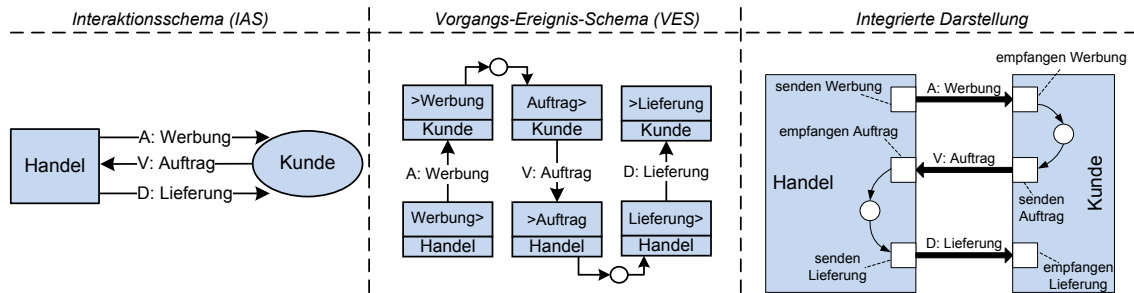 Interaktionsschema (IAS)
Vorgangs-Ereignis-Schema (VES)
Integrierte Darstellung
Handel
A: Werbung
V: Auftrag
D: Lieferung
Kunde
>Werbung
Kunde
Auftrag>
Kunde
>Lieferung
Kunde
A: Werbung
V: Auftrag
D: Lieferung
Werbung>
Handel
>Auftrag
Handel
Lieferung>
Handel
empfangen Werbung
senden Werbung
A: Werbung
empfangen Auftrag
V: Auftrag
Handel
Kunde
senden
Auftrag
D: Lieferung
senden
Lieferung
empfangen
Lieferung